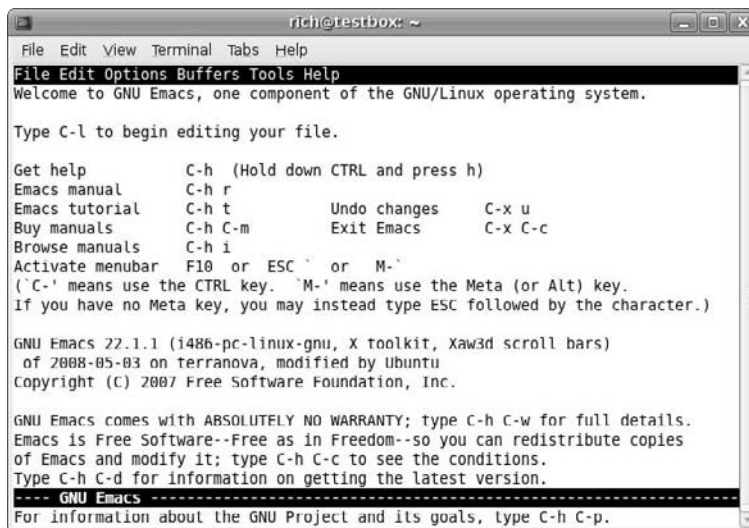 rich@testbox: ~
File Edit View Terminal Tabs Help
File Edit Options Buffers Tools Help
Welcome to GNU Emacs, one component of the GNU/Linux operating system.
Type C-l to begin editing your file.
Get help C-h (Hold down CTRL and press h)
Emacs manual C-h r
Emacs tutorial C-h t Undo changes C-x u
Buy manuals C-h C-m Exit Emacs C-x C-c
Browse manuals C-h i
Activate menubar F10 or ESC ` or M-`
(`C-' means use the CTRL key. `M-' means use the Meta (or Alt) key.
If you have no Meta key, you may instead type ESC followed by the character.)
GNU Emacs 22.1.1 (i486-pc-linux-gnu, X toolkit, Xaw3d scroll bars)
of 2008-05-03 on terranova, modified by Ubuntu
Copyright (C) 2007 Free Software Foundation, Inc.
GNU Emacs comes with ABSOLUTELY NO WARRANTY; type C-h C-w for full details.
Emacs is Free Software--Free as in Freedom--so you can redistribute copies
of Emacs and modify it; type C-h C-c to see the conditions.
Type C-h C-d for information on getting the latest version.
---- GNU Emacs ----------------------------------------------------------------
For information about the GNU Project and its goals, type C-h C-p.